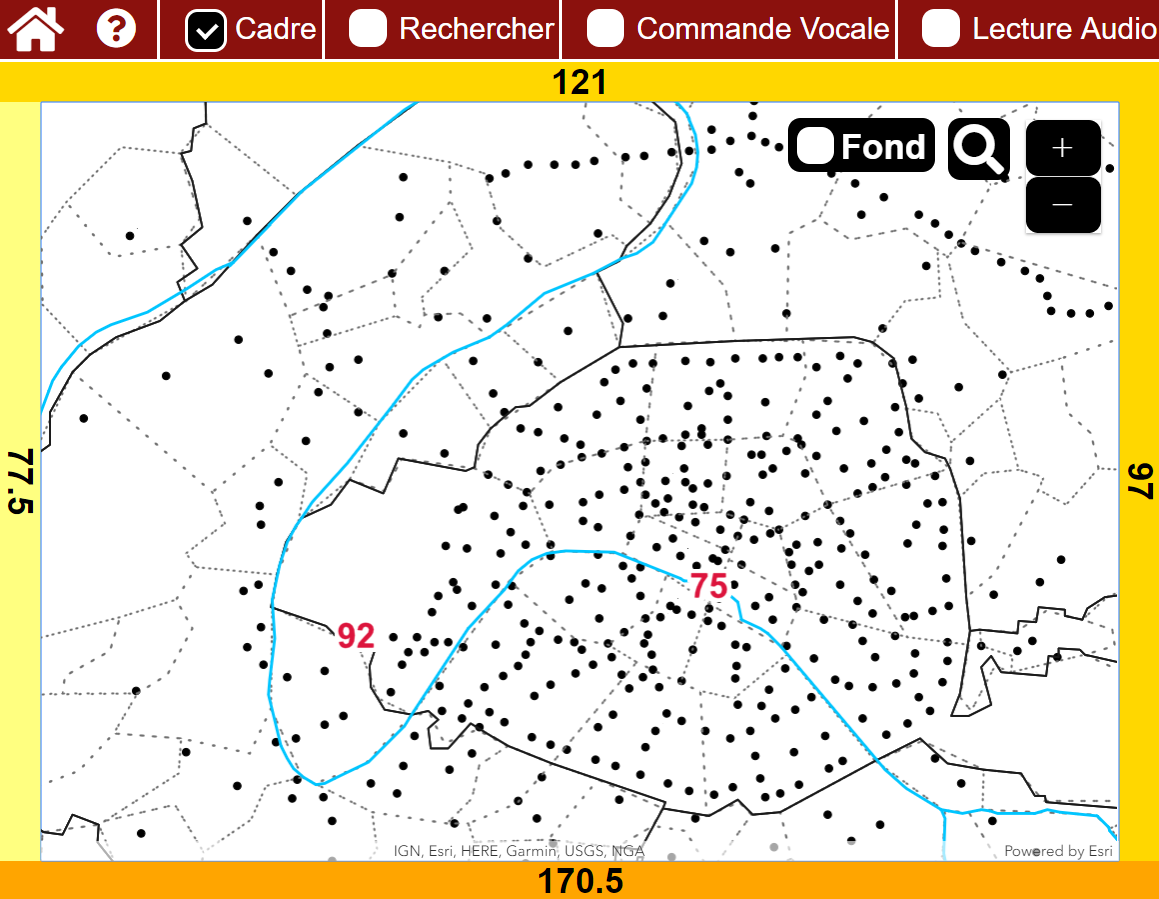 ? Cadre Rechercher Commande Vocale Lecture Audio
121
Fond
+
−
77.5
97
75
92
IGN, Esri, HERE, Garmin, USGS, NGA
Powered by Esri
170.5